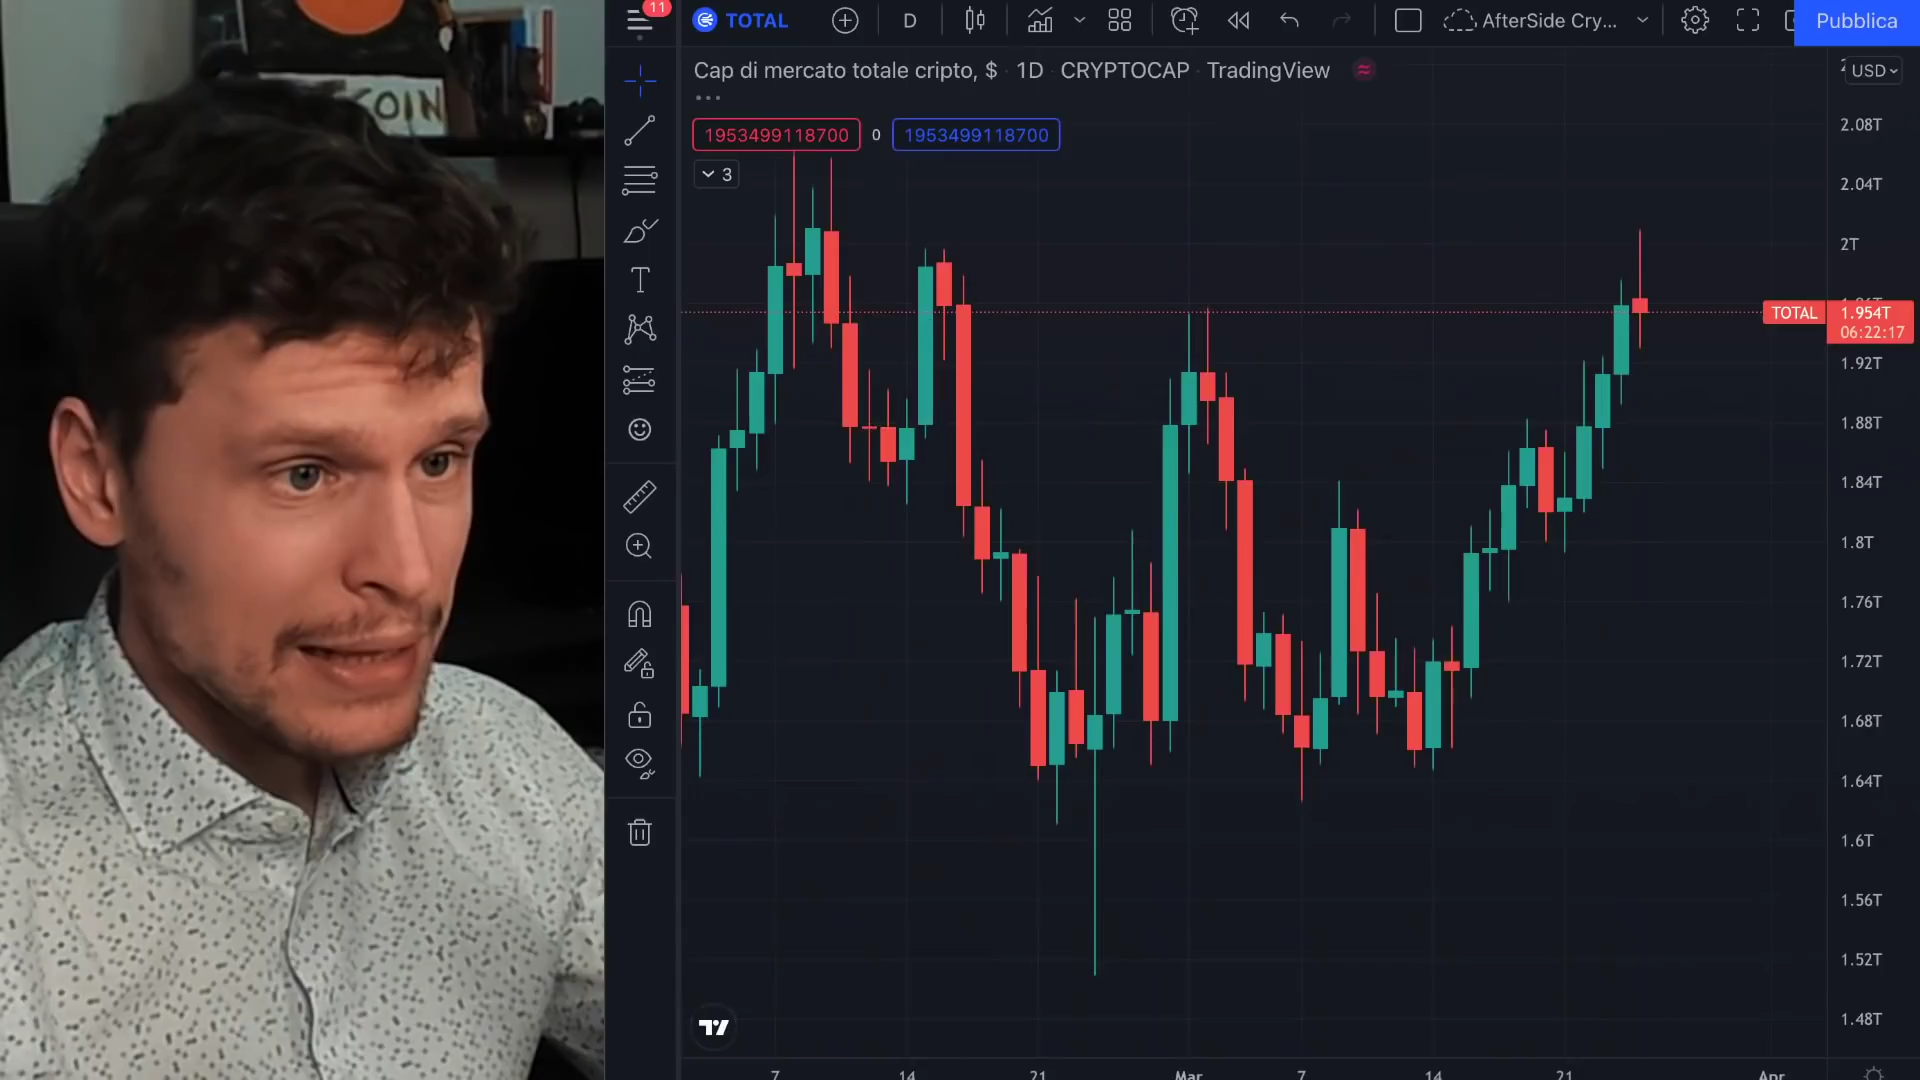 COIN
11
TOTAL
D
AfterSide Cry...
Pubblica
Cap di mercato totale cripto, $ · 1D · CRYPTOCAP · TradingView
USD
1953499118700 0 1953499118700
3
2.08T
2.04T
2T
TOTAL 1.954T
06:22:17
1.92T
1.88T
1.84T
1.8T
1.76T
1.72T
1.68T
1.64T
1.6T
1.56T
1.52T
1.48T
7 14 21 Mar 7 14 21 Apr